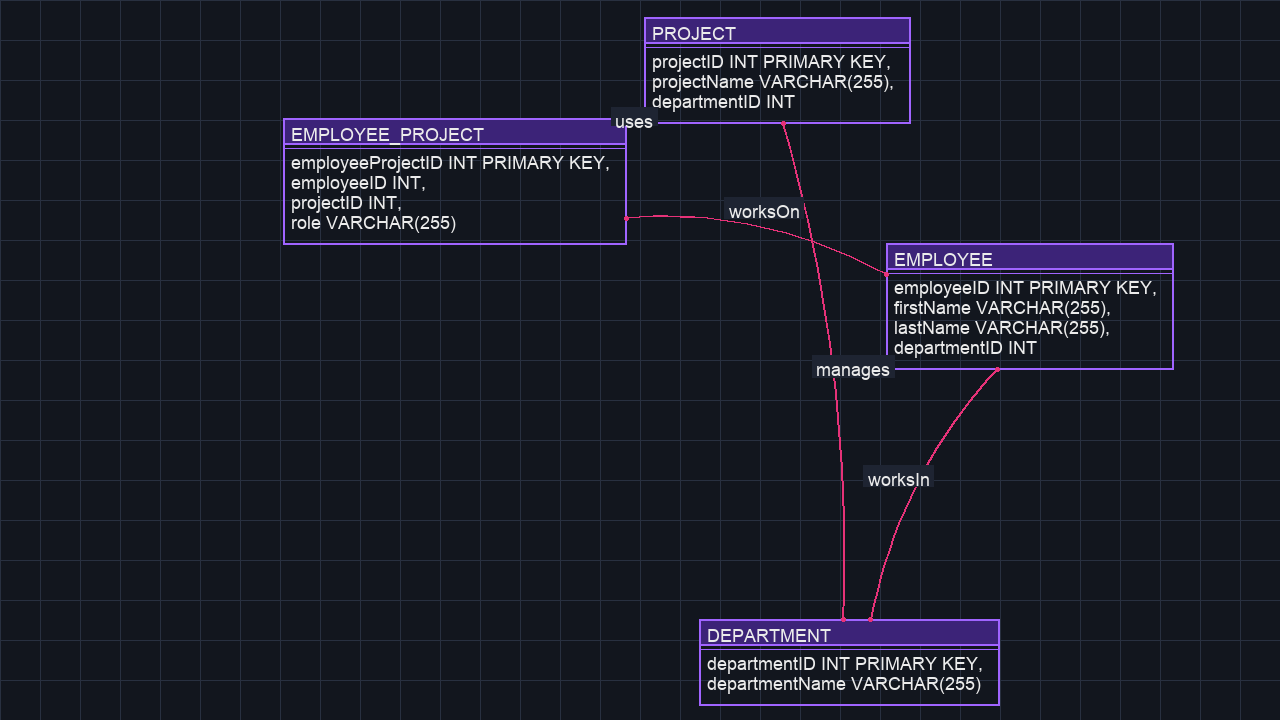 PROJECT
projectID INT PRIMARY KEY,
projectName VARCHAR(255),
departmentID INT
uses
EMPLOYEE_PROJECT
employeeProjectID INT PRIMARY KEY,
employeeID INT,
projectID INT,
role VARCHAR(255)
worksOn
EMPLOYEE
employeeID INT PRIMARY KEY,
firstName VARCHAR(255),
lastName VARCHAR(255),
departmentID INT
manages
worksIn
DEPARTMENT
departmentID INT PRIMARY KEY,
departmentName VARCHAR(255)